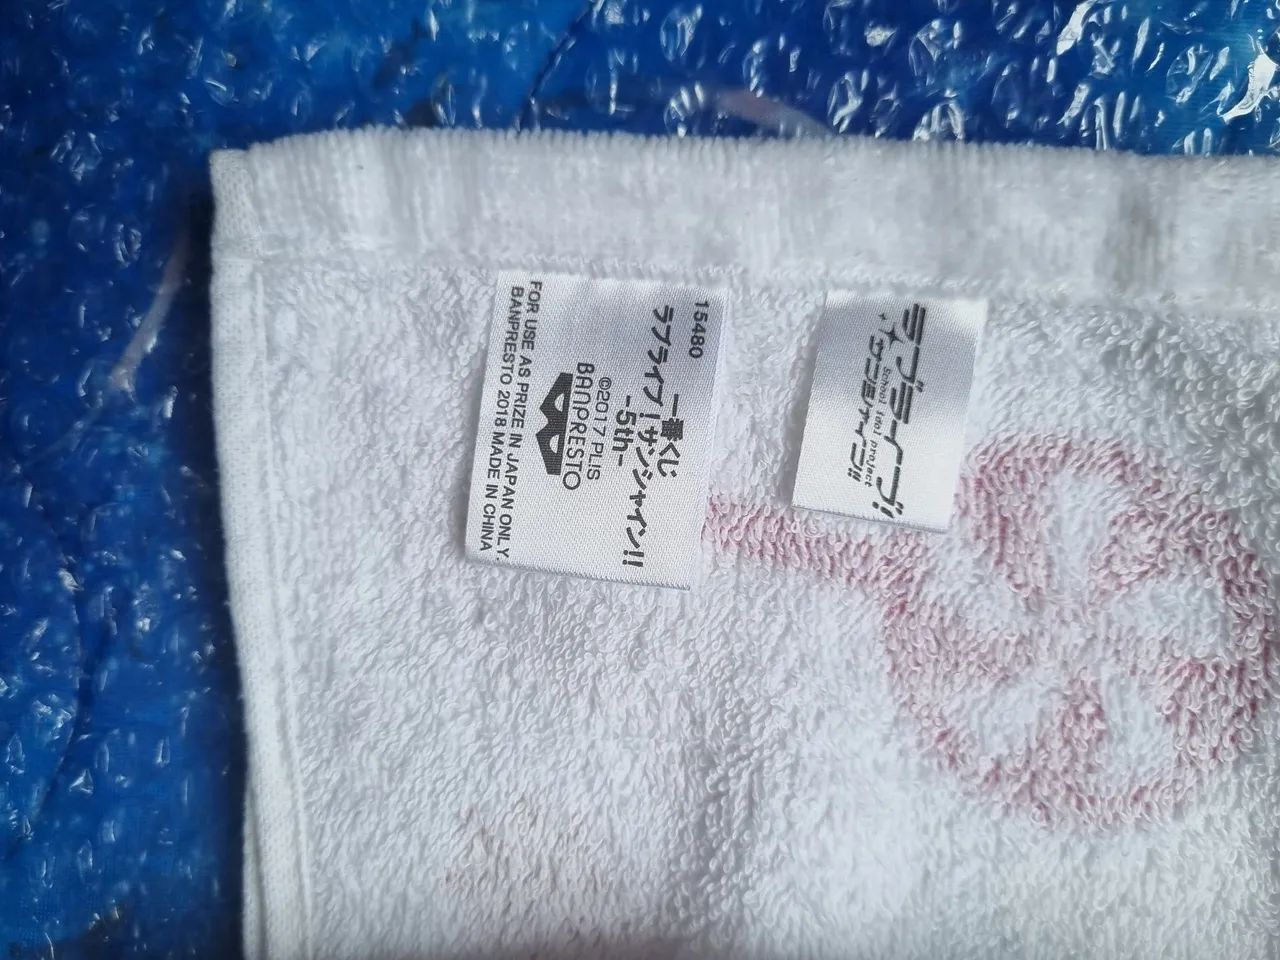 15480
一番くじ
ラブライブ!サンシャイン!!
-5th-
©2017 PLIS
BANPRESTO
FOR USE AS PRIZE IN JAPAN ONLY.
BANPRESTO 2018 MADE IN CHINA
ラブライブ!
School idol project
サンシャイン!!